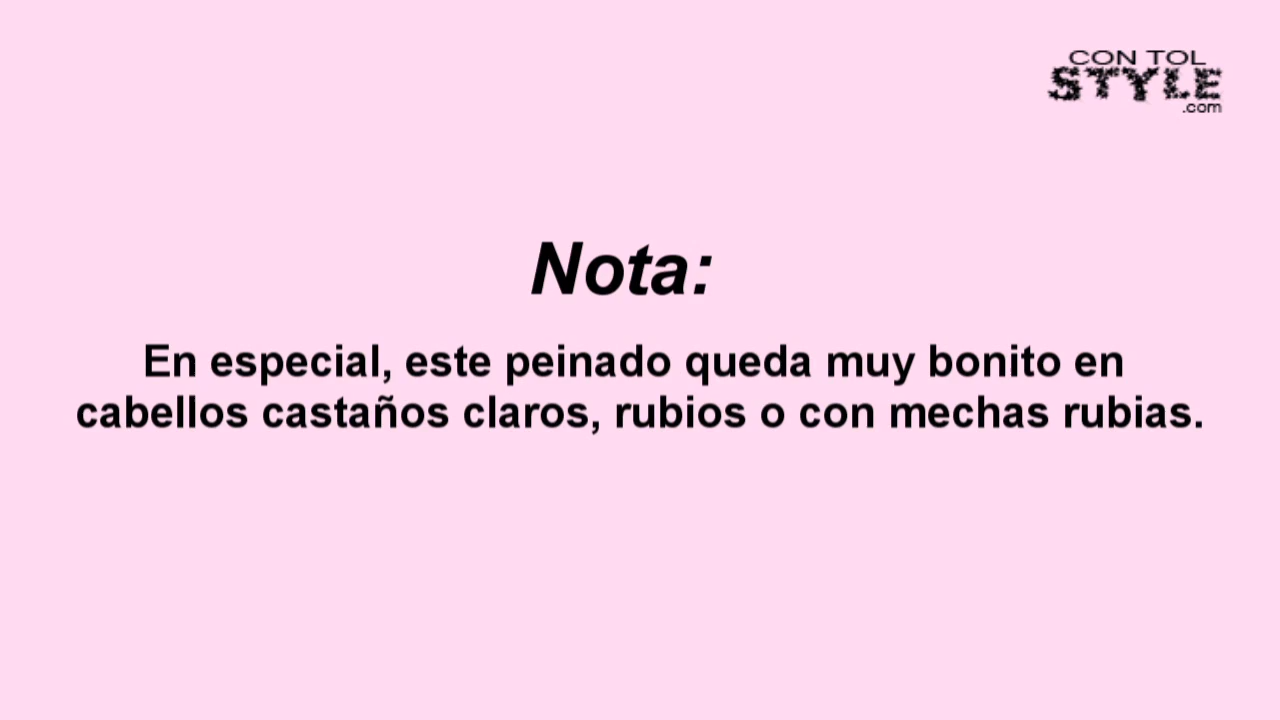 CON TOL
STYLE
.com
Nota:
En especial, este peinado queda muy bonito en
cabellos castaños claros, rubios o con mechas rubias.